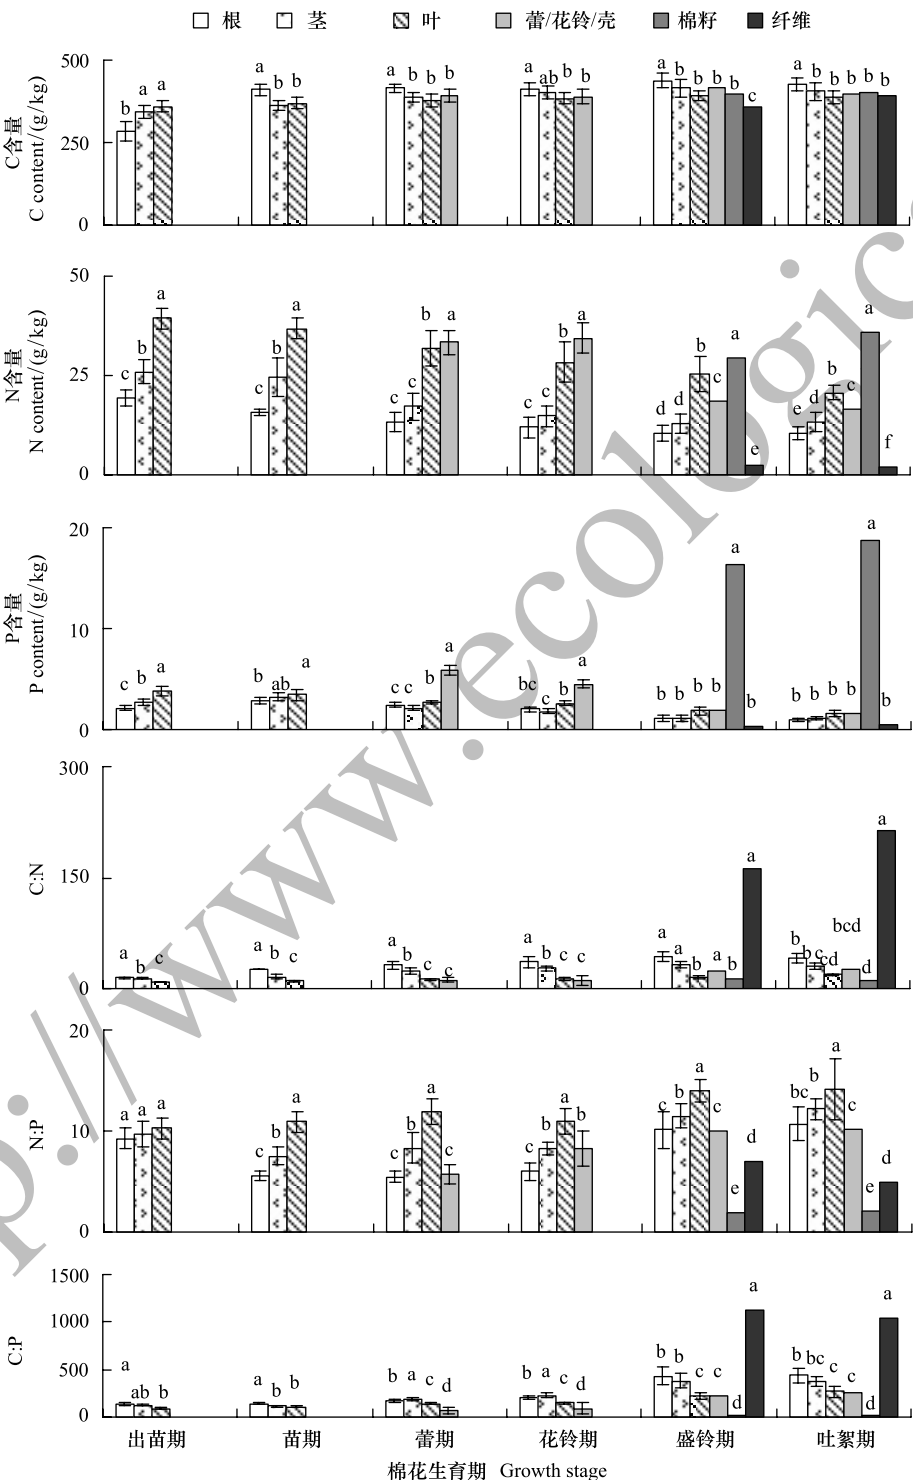 根 茎 叶 蕾/花铃/壳 棉籽 纤维
C含量
C content/(g/kg)
500
250
0
b a a
a b b
a b b b
a ab b b
a b b b b c
a b b b b b
N含量
N content/(g/kg)
50
25
0
c b a
c b a
c c b a
c c b a
d d b c a e
e d b c a f
P含量
P content/(g/kg)
20
10
0
c b a
b ab a
c c b a
bc c b a
b b b b a b
b b b b a b
C:N
300
150
0
a b c
a b c
a b c c
a b c c
a a b a b a
b bc cd bcd d a
N:P
20
10
0
a a a
c b a
c b a c
c b a b
c b a c e d
bc b a c e d
C:P
1500
1000
500
0
a ab b
a b b
b a c d
b a c d
b b c c d a
b bc c c d a
出苗期 苗期 蕾期 花铃期 盛铃期 吐絮期
棉花生育期 Growth stage
p://www.ecologic